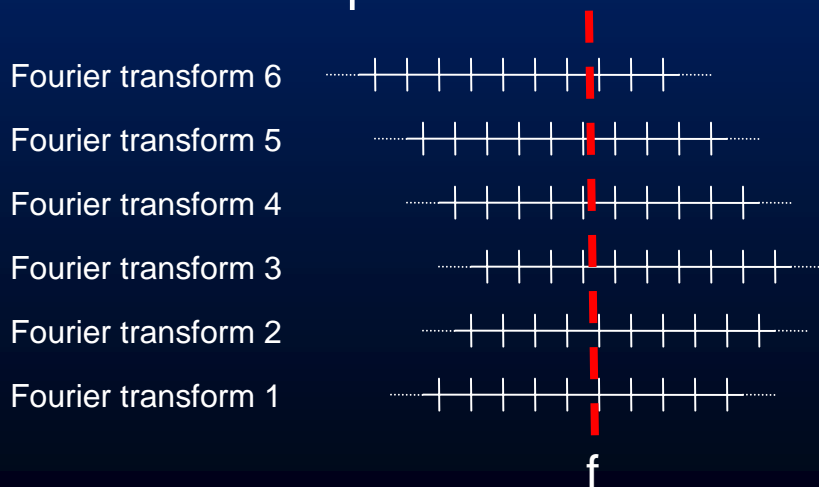 Fourier transform 6
Fourier transform 5
Fourier transform 4
Fourier transform 3
Fourier transform 2
Fourier transform 1
f